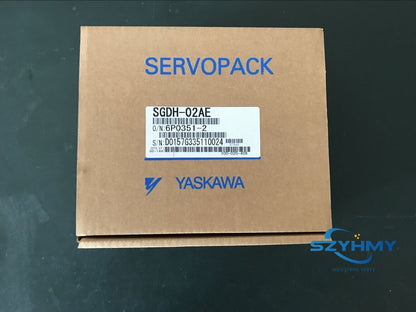 SERVOPACK
SGDH-02AE
O/N:6P0351-2
S/N:D0157G335110024
YASKAWA
SZYHMY